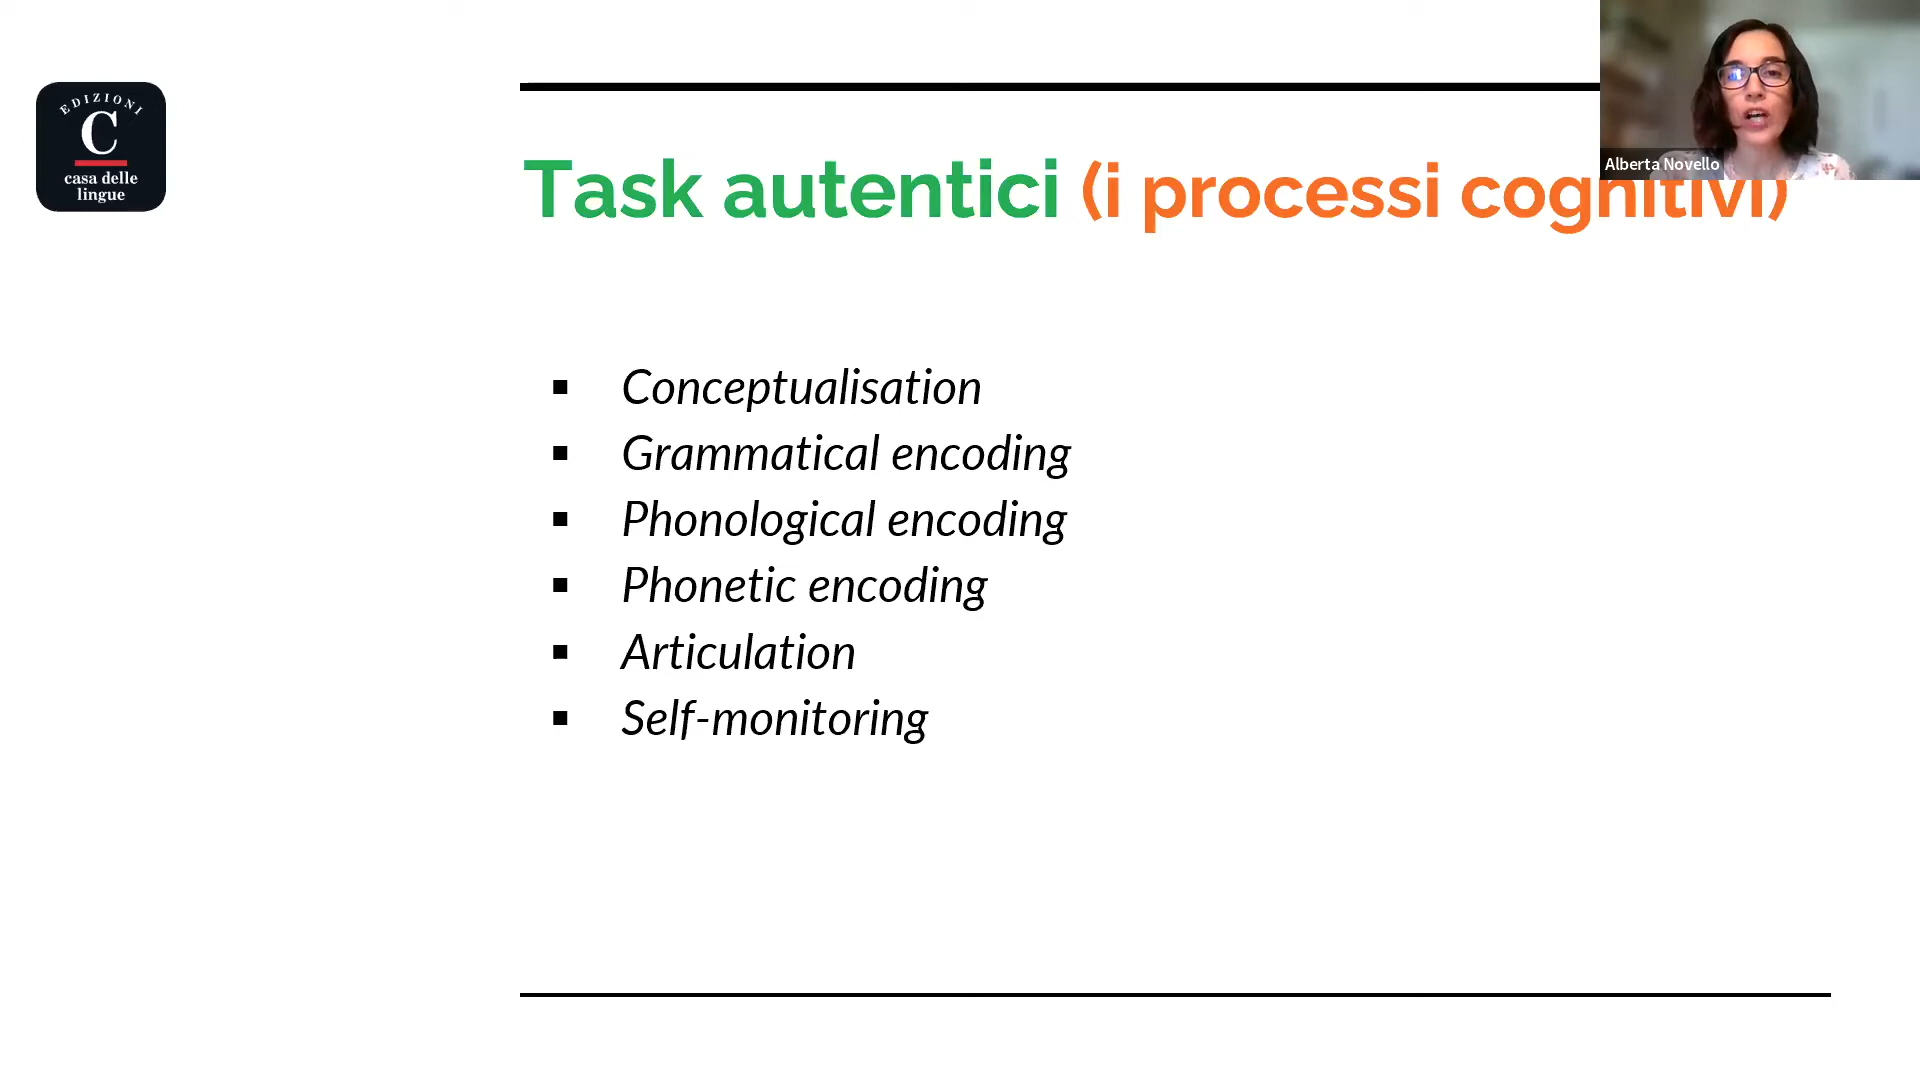 EDIZIONI
C
casa delle
lingue
Alberta Novello
Task autentici (i processi cognitivi)
Conceptualisation
Grammatical encoding
Phonological encoding
Phonetic encoding
Articulation
Self-monitoring